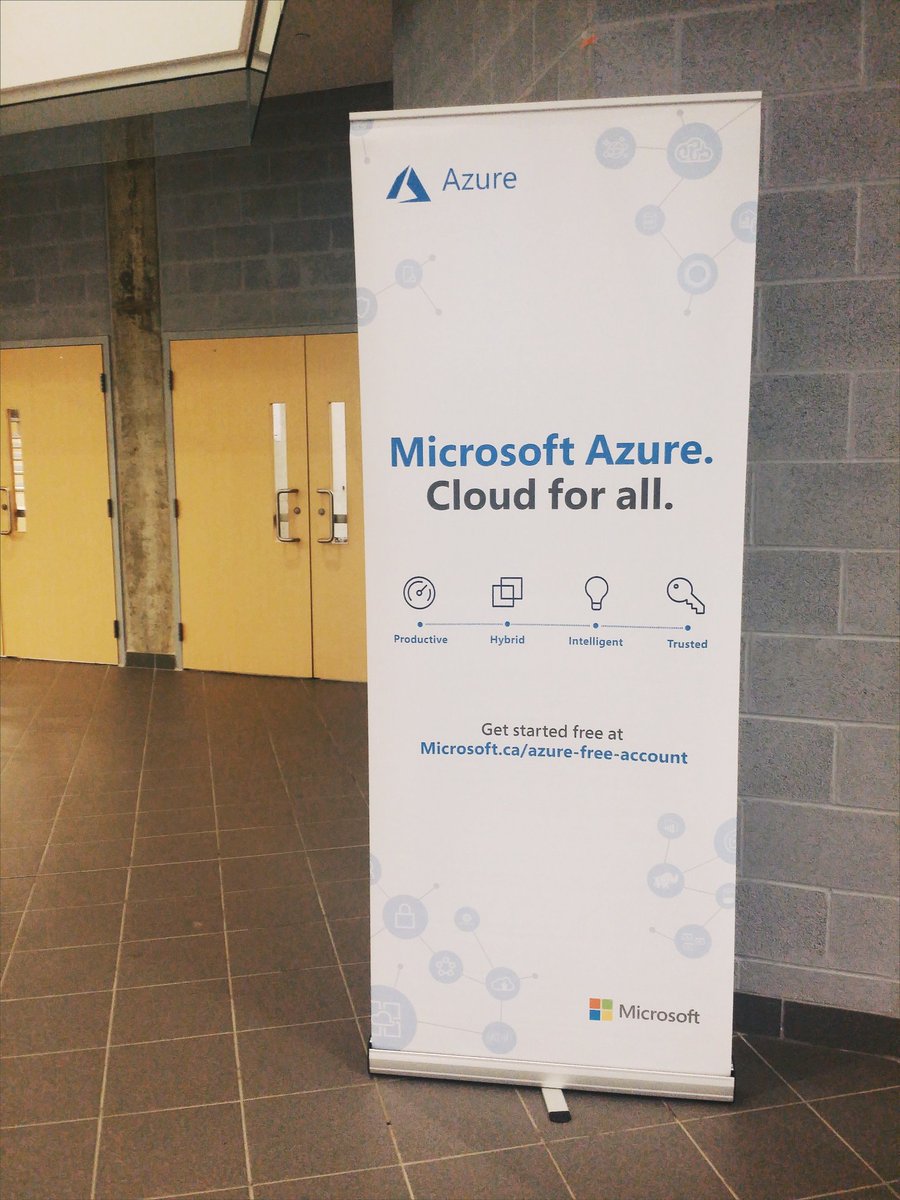 Azure
Microsoft Azure.
Cloud for all.
Productive
Hybrid
Intelligent
Trusted
Get started free at
Microsoft.ca/azure-free-account
Microsoft